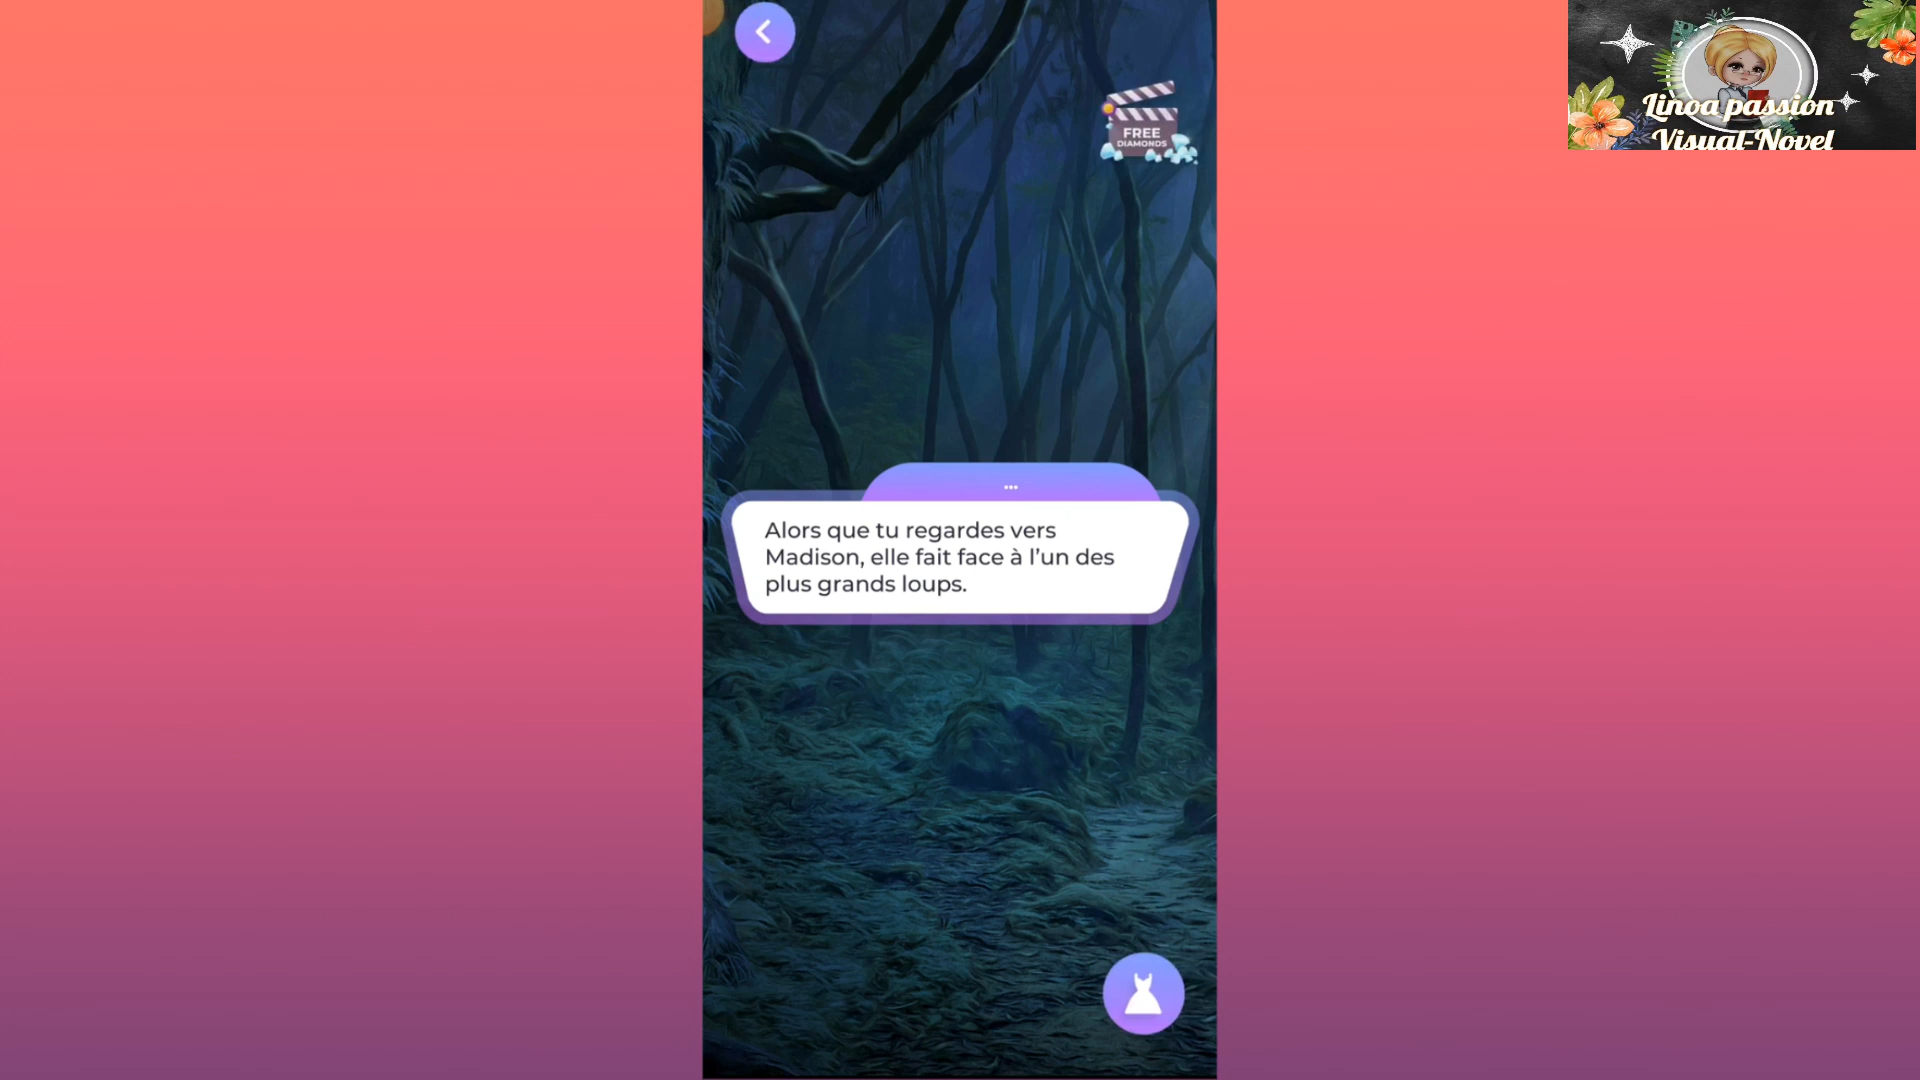 Linoa passion
Visual-Novel
FREE
DIAMONDS
...
Alors que tu regardes vers
Madison, elle fait face à l’un des
plus grands loups.